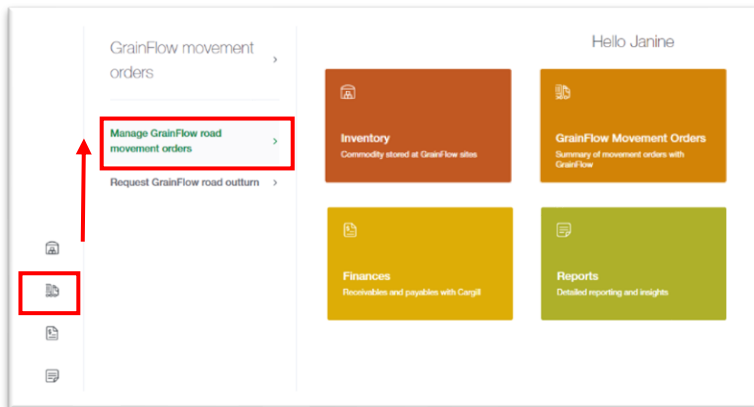 GrainFlow movement
orders
Manage GrainFlow road
movement orders
Request GrainFlow road outturn
Hello Janine
Inventory
Commodity stored at GrainFlow sites
GrainFlow Movement Orders
Summary of movement orders with
GrainFlow
Finances
Receivables and payables with Cargill
Reports
Detailed reporting and insights